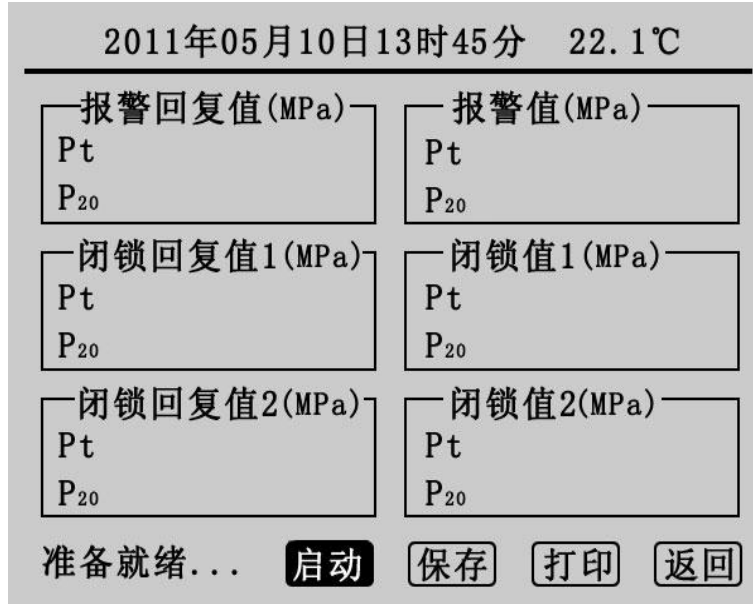 2011年05月10日13时45分 22.1℃
报警回复值(MPa) 报警值(MPa)
Pt Pt
P₂₀ P₂₀
闭锁回复值1(MPa) 闭锁值1(MPa)
Pt Pt
P₂₀ P₂₀
闭锁回复值2(MPa) 闭锁值2(MPa)
Pt Pt
P₂₀ P₂₀
准备就绪... 启动 保存 打印 返回